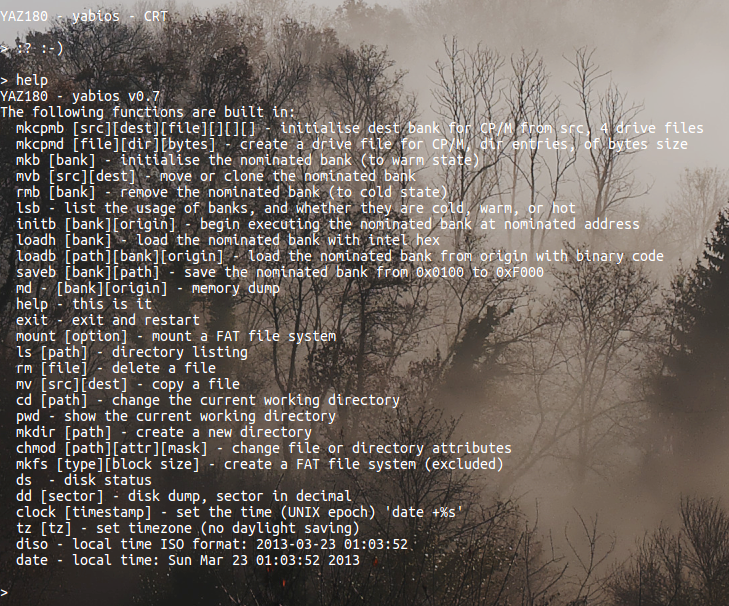 YAZ180 - yabios - CRT
> :? :-)
> help
YAZ180 - yabios v0.7
The following functions are built in:
mkcpmb [src][dest][file][][][] - initialise dest bank for CP/M from src, 4 drive files
mkcpmd [file][dir][bytes] - create a drive file for CP/M, dir entries, of bytes size
mkb [bank] - initialise the nominated bank (to warm state)
mvb [src][dest] - move or clone the nominated bank
rmb [bank] - remove the nominated bank (to cold state)
lsb - list the usage of banks, and whether they are cold, warm, or hot
initb [bank][origin] - begin executing the nominated bank at nominated address
loadh [bank] - load the nominated bank with intel hex
loadb [path][bank][origin] - load the nominated bank from origin with binary code
saveb [bank][path] - save the nominated bank from 0x0100 to 0xF000
md - [bank][origin] - memory dump
help - this is it
exit - exit and restart
mount [option] - mount a FAT file system
ls [path] - directory listing
rm [file] - delete a file
mv [src][dest] - copy a file
cd [path] - change the current working directory
pwd - show the current working directory
mkdir [path] - create a new directory
chmod [path][attr][mask] - change file or directory attributes
mkfs [type][block size] - create a FAT file system (excluded)
ds  - disk status
dd [sector] - disk dump, sector in decimal
clock [timestamp] - set the time (UNIX epoch) 'date +%s'
tz [tz] - set timezone (no daylight saving)
diso - local time ISO format: 2013-03-23 01:03:52
date - local time: Sun Mar 23 01:03:52 2013
>